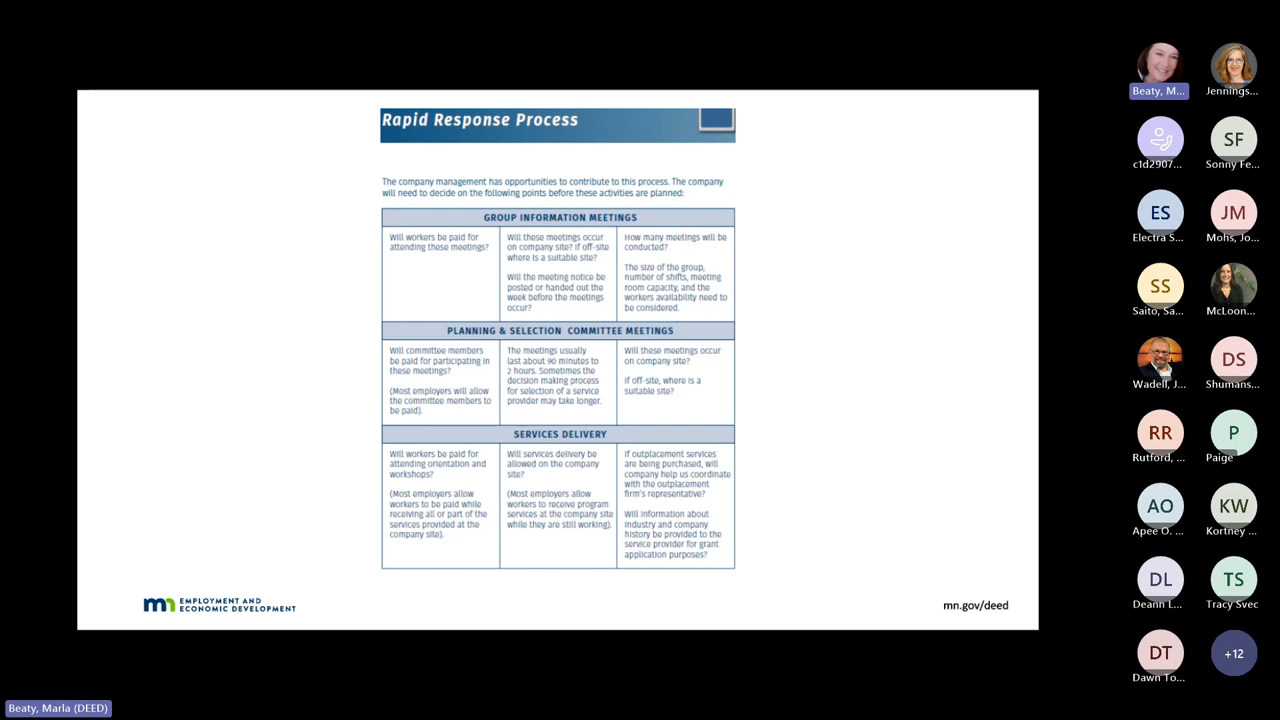 Rapid Response Process
The company management has opportunities to contribute to this process. The company
will need to decide on the following points before these activities are planned:
GROUP INFORMATION MEETINGS
Will workers be paid for
attending these meetings?
Will these meetings occur
on company site? If off-site
where is a suitable site?
Will the meeting notice be
posted or handed out the
week before the meetings
occur?
How many meetings will be
conducted?
The size of the group,
number of shifts, meeting
room capacity, and the
workers availability need to
be considered.
PLANNING & SELECTION COMMITTEE MEETINGS
Will committee members
be paid for participating in
these meetings?
(Most employers will allow
the committee members to
be paid).
The meetings usually
last about 90 minutes to
2 hours. Sometimes the
decision making process
for selection of a service
provider may take longer.
Will these meetings occur
on company site?
If off-site, where is a
suitable site?
SERVICES DELIVERY
Will workers be paid for
attending orientation and
workshops?
(Most employers allow
workers to be paid while
receiving all or part of the
services provided at the
company site).
Will services delivery be
allowed on the company
site?
(Most employers allow
workers to receive program
services at the company site
while they are still working).
If outplacement services
are being purchased, will
company help us coordinate
with the outplacement
firm's representative?
Will information about
industry and company
history be provided to the
service provider for grant
application purposes?
mn EMPLOYMENT AND
ECONOMIC DEVELOPMENT
mn.gov/deed
Beaty, M...
Jennings...
c1d2907...
SF
Sonny Fe...
ES
Electra S...
JM
Mohs, Jo...
SS
Saito, Sa...
McLoon...
Wadell, J...
DS
Shumans...
RR
Rutford, ...
P
Paige
AO
Apee O. ...
KW
Kortney ...
DL
Deann L...
TS
Tracy Svec
DT
Dawn To...
+12
Beaty, Marla (DEED)